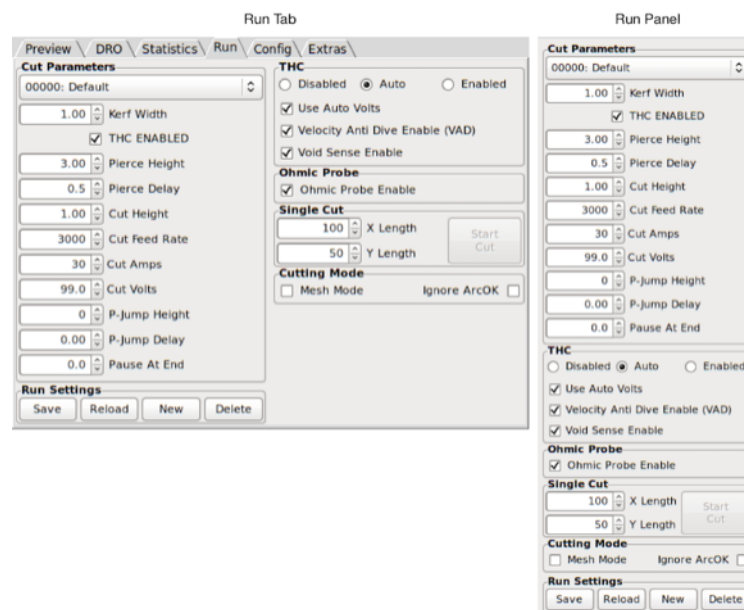 Run Tab
Preview DRO Statistics Run Config Extras
Cut Parameters
00000: Default
1.00 Kerf Width
THC ENABLED
3.00 Pierce Height
0.5 Pierce Delay
1.00 Cut Height
3000 Cut Feed Rate
30 Cut Amps
99.0 Cut Volts
0 P-Jump Height
0.00 P-Jump Delay
0.0 Pause At End
Run Settings
Save Reload New Delete
THC
Disabled Auto Enabled
Use Auto Volts
Velocity Anti Dive Enable (VAD)
Void Sense Enable
Ohmic Probe
Ohmic Probe Enable
Single Cut
100 X Length
50 Y Length
Start
Cut
Cutting Mode
Mesh Mode Ignore ArcOK
Run Panel
Cut Parameters
00000: Default
1.00 Kerf Width
THC ENABLED
3.00 Pierce Height
0.5 Pierce Delay
1.00 Cut Height
3000 Cut Feed Rate
30 Cut Amps
99.0 Cut Volts
0 P-Jump Height
0.00 P-Jump Delay
0.0 Pause At End
THC
Disabled Auto Enabled
Use Auto Volts
Velocity Anti Dive Enable (VAD)
Void Sense Enable
Ohmic Probe
Ohmic Probe Enable
Single Cut
100 X Length
50 Y Length
Start
Cut
Cutting Mode
Mesh Mode Ignore ArcOK
Run Settings
Save Reload New Delete